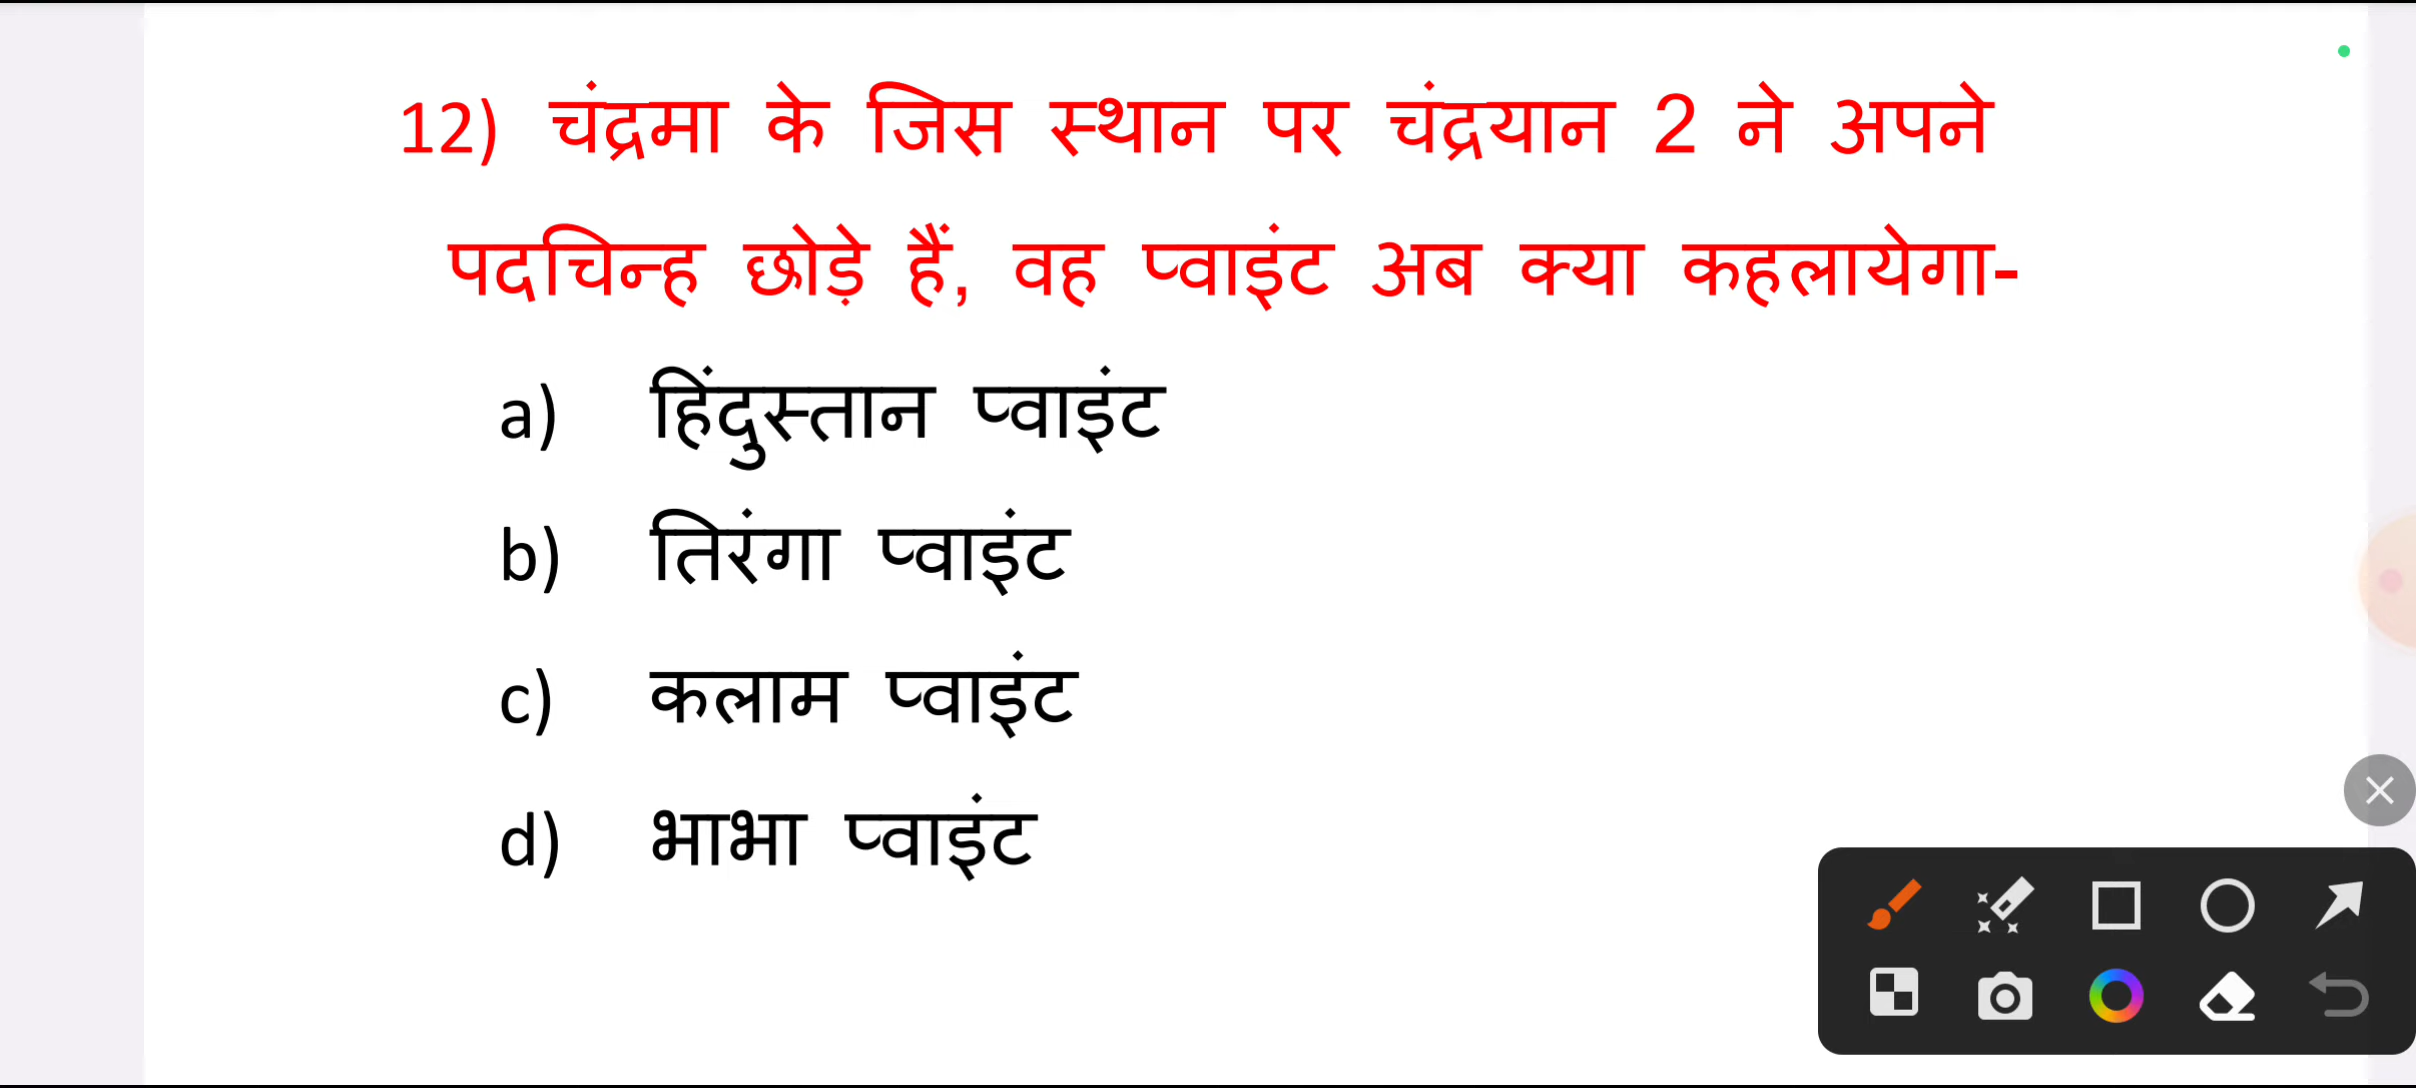 12) चंद्रमा के जिस स्थान पर चंद्रयान 2 ने अपने
पदचिन्ह छोड़े हैं, वह प्वाइंट अब क्या कहलायेगा-
a) हिंदुस्तान प्वाइंट
b) तिरंगा प्वाइंट
c) कलाम प्वाइंट
d) भाभा प्वाइंट